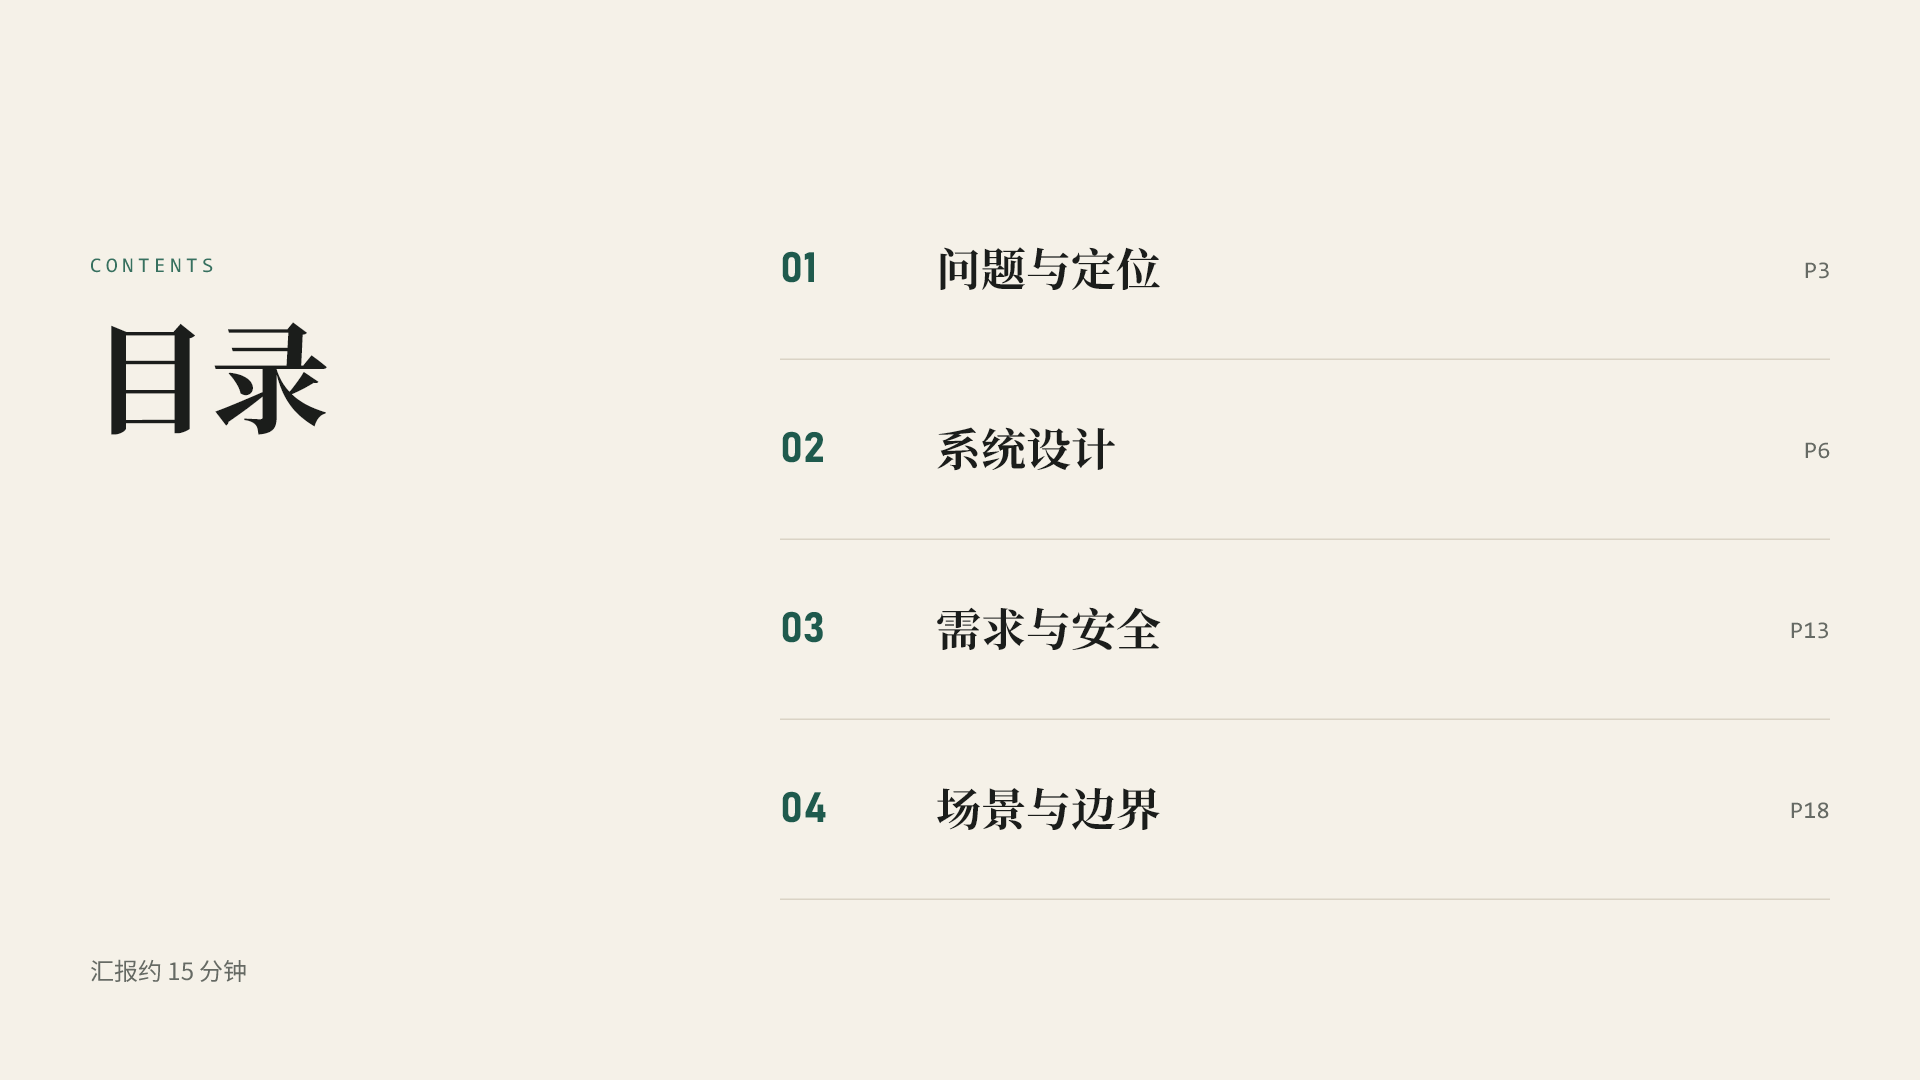 CONTENTS
目录
01 问题与定位 P3
02 系统设计 P6
03 需求与安全 P13
04 场景与边界 P18
汇报约 15 分钟